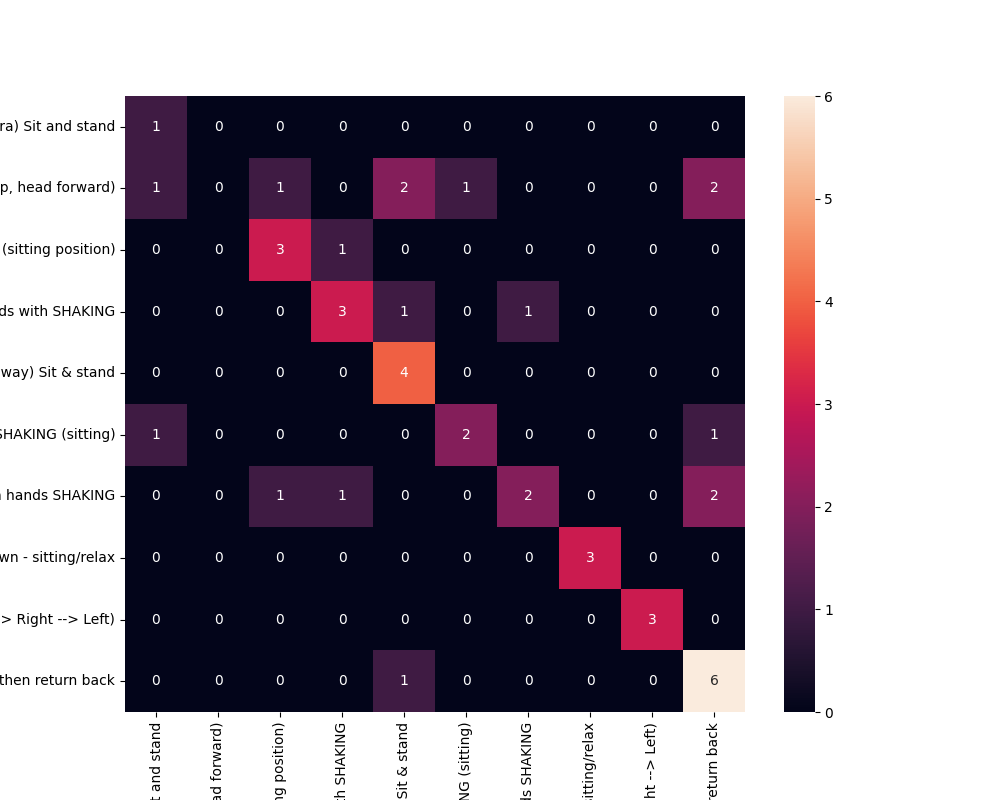 ra) Sit and stand 1 0 0 0 0 0 0 0 0 0
p, head forward) 1 0 1 0 2 1 0 0 0 2
(sitting position) 0 0 3 1 0 0 0 0 0 0
ds with SHAKING 0 0 0 3 1 0 1 0 0 0
way) Sit & stand 0 0 0 0 4 0 0 0 0 0
SHAKING (sitting) 1 0 0 0 0 2 0 0 0 1
hands SHAKING 0 0 1 1 0 0 2 0 0 2
wn - sitting/relax 0 0 0 0 0 0 0 3 0 0
> Right --> Left) 0 0 0 0 0 0 0 0 3 0
then return back 0 0 0 0 1 0 0 0 0 6
t and stand
ad forward)
ng position)
th SHAKING
Sit & stand
NG (sitting)
ds SHAKING
sitting/relax
ht --> Left)
return back
6
5
4
3
2
1
0